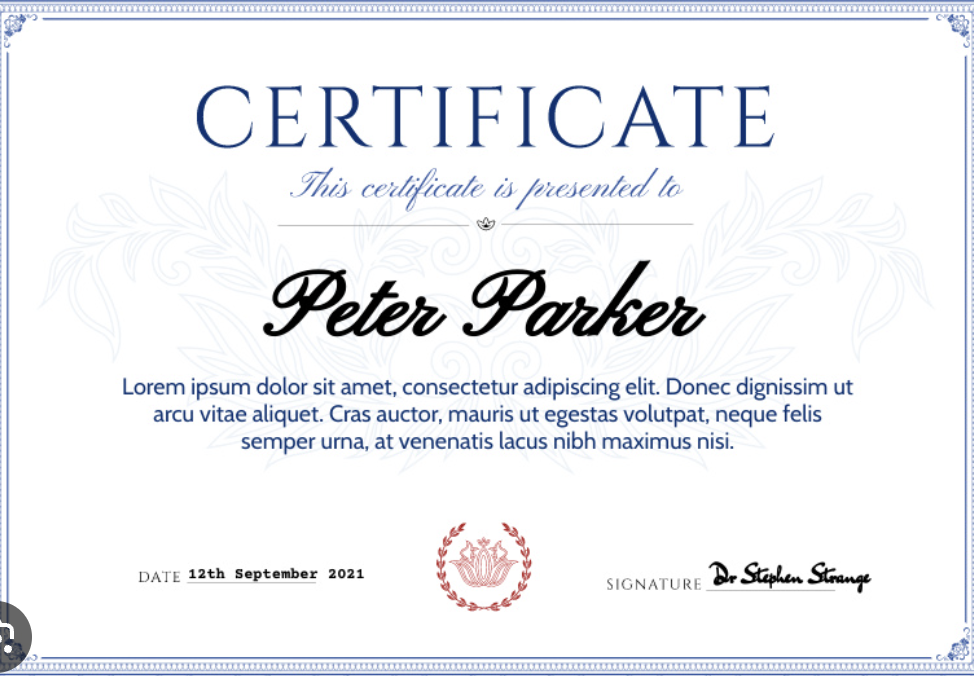 CERTIFICATE
This certificate is presented to
Peter Parker
Lorem ipsum dolor sit amet, consectetur adipiscing elit. Donec dignissim ut
arcu vitae aliquet. Cras auctor, mauris ut egestas volutpat, neque felis
semper urna, at venenatis lacus nibh maximus nisi.
DATE 12th September 2021
SIGNATURE Dr Stephen Strange